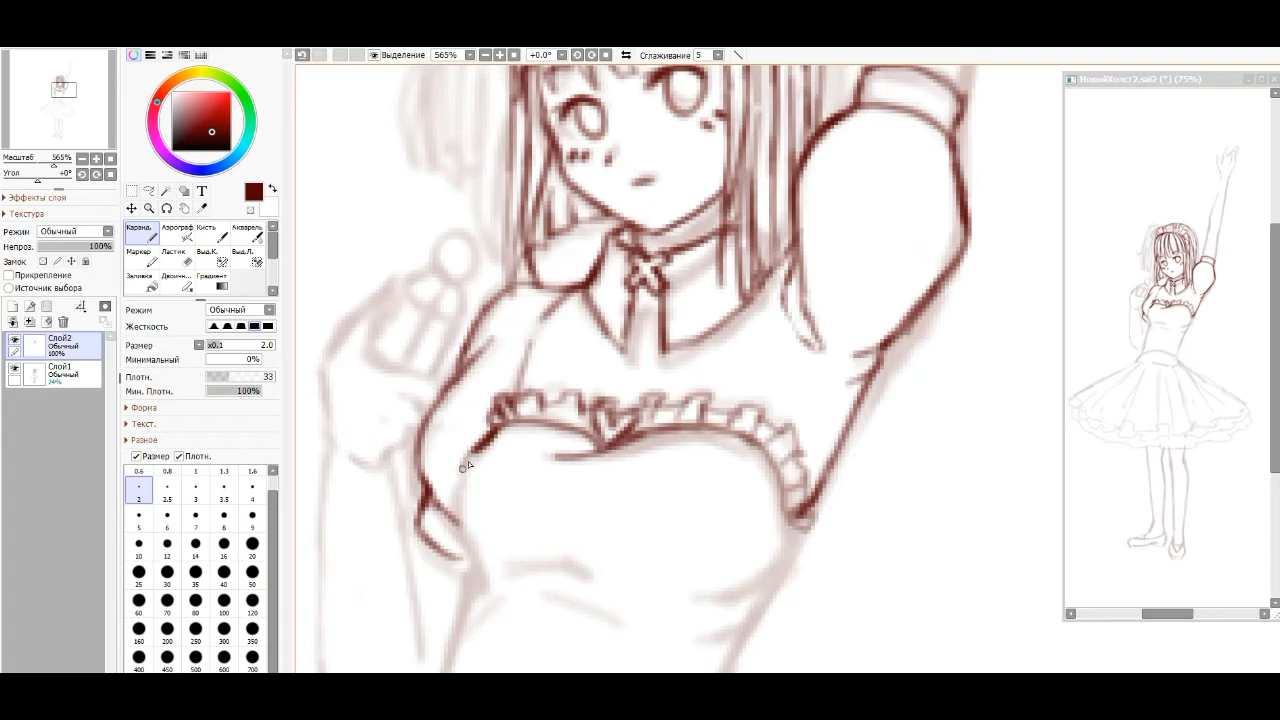 Выделение 565% +0.0° Сглаживание 5
НовыйХолст2.sai2 (*) (75%)
Масштаб 565%
Угол +0°
Эффекты слоя
Текстура
Режим Обычный
Непроз. 100%
Замок
Прикрепление
Источник выбора
Слой2
Обычный
100%
Слой1
Обычный
24%
T
Каранд. Аэрограф Кисть Акварель
Маркер Ластик Выд.К. Выд.Л.
Заливка Двоичн... Градиент
Режим Обычный
Жесткость
Размер x0.1 2.0
Минимальный 0%
Плотн. 33
Мин. Плотн. 100%
Форма
Текст.
Разное
Размер Плотн.
0.6 0.8 1 1.3 1.6
2 2.5 3 3.5 4
5 6 7 8 9
10 12 14 16 20
25 30 35 40 50
60 70 80 100 120
160 200 250 300 350
400 450 500 600 700